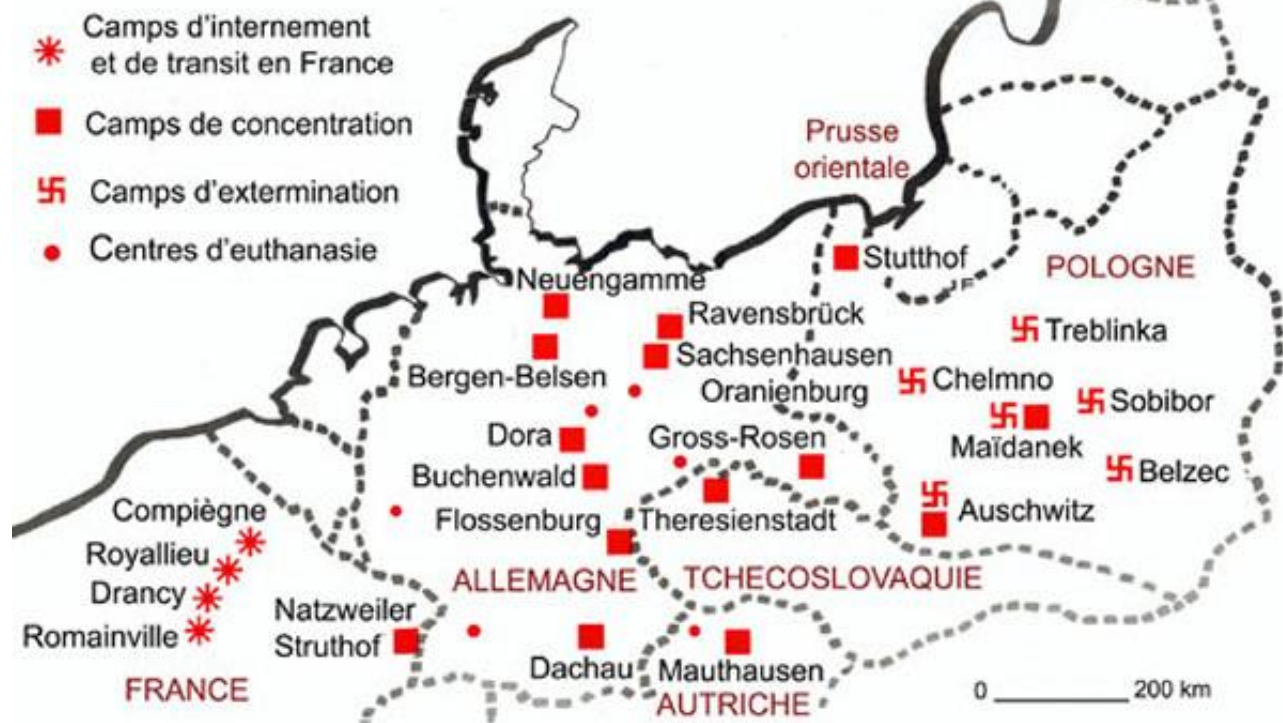 Camps d'internement
et de transit en France
Camps de concentration
Camps d'extermination
Centres d'euthanasie
Prusse
orientale
Stutthof
POLOGNE
Neuengamme
Ravensbrück
Treblinka
Sachsenhausen
Bergen-Belsen
Oranienburg
Chelmno
Sobibor
Dora
Gross-Rosen
Maïdanek
Buchenwald
Belzec
Compiègne
Flossenburg
Theresienstadt
Auschwitz
Royallieu
ALLEMAGNE
TCHECOSLOVAQUIE
Drancy
Natzweiler
Struthof
Romainville
Dachau
Mauthausen
FRANCE
AUTRICHE
0
200 km